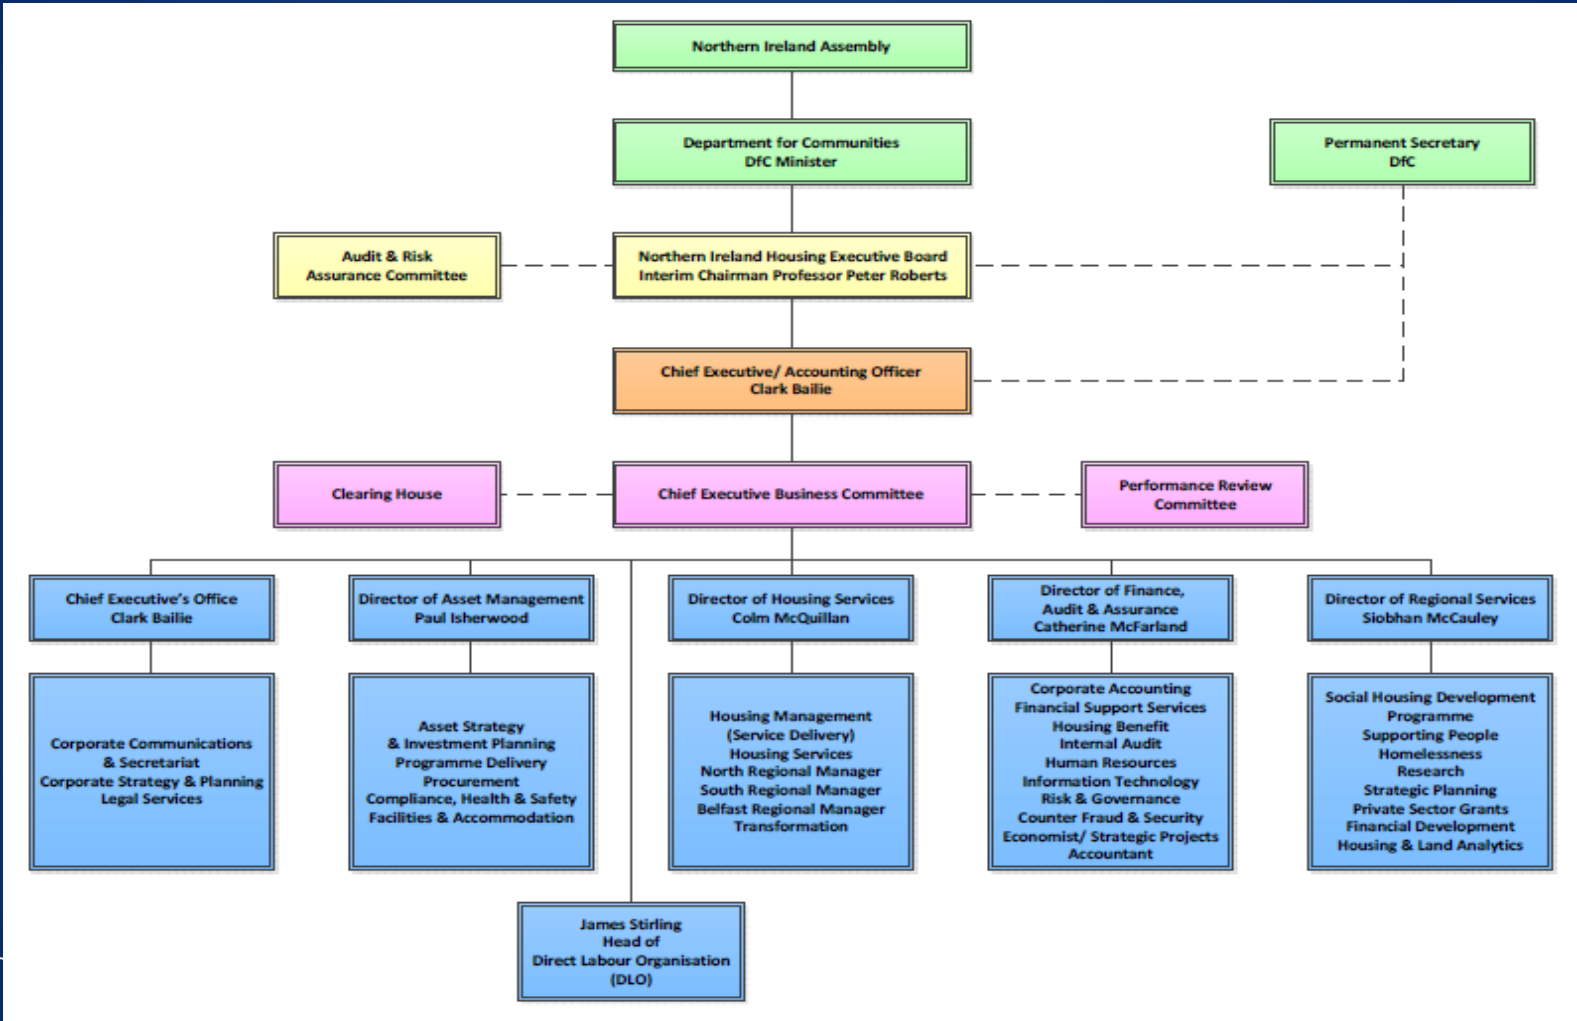 Northern Ireland Assembly
Department for Communities
DfC Minister
Permanent Secretary
DfC
Audit & Risk
Assurance Committee
Northern Ireland Housing Executive Board
Interim Chairman Professor Peter Roberts
Chief Executive/ Accounting Officer
Clark Bailie
Clearing House
Chief Executive Business Committee
Performance Review
Committee
Chief Executive's Office
Clark Bailie
Director of Asset Management
Paul Isherwood
Director of Housing Services
Colm McQuillan
Director of Finance,
Audit & Assurance
Catherine McFarland
Director of Regional Services
Siobhan McCauley
Corporate Communications
& Secretariat
Corporate Strategy & Planning
Legal Services
Asset Strategy
& Investment Planning
Programme Delivery
Procurement
Compliance, Health & Safety
Facilities & Accommodation
Housing Management
(Service Delivery)
Housing Services
North Regional Manager
South Regional Manager
Belfast Regional Manager
Transformation
Corporate Accounting
Financial Support Services
Housing Benefit
Internal Audit
Human Resources
Information Technology
Risk & Governance
Counter Fraud & Security
Economist/ Strategic Projects
Accountant
Social Housing Development
Programme
Supporting People
Homelessness
Research
Strategic Planning
Private Sector Grants
Financial Development
Housing & Land Analytics
James Stirling
Head of
Direct Labour Organisation
(DLO)